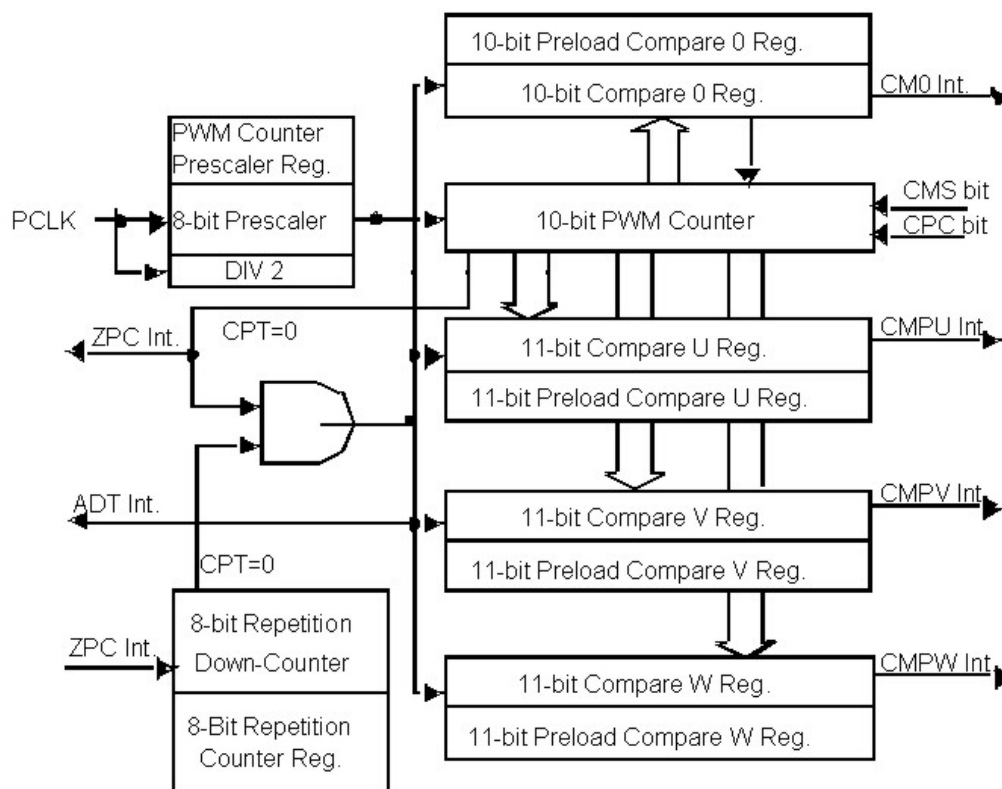 10-bit Preload Compare 0 Reg.
10-bit Compare 0 Reg.
CM0 Int.
PWM Counter
Prescaler Reg.
PCLK
8-bit Prescaler
DIV 2
10-bit PWM Counter
CMS bit
CPC bit
ZPC Int.
CPT=0
11-bit Compare U Reg.
CMPU Int.
11-bit Preload Compare U Reg.
ADT Int.
11-bit Compare V Reg.
CMPV Int.
11-bit Preload Compare V Reg.
CPT=0
8-bit Repetition
Down-Counter
ZPC Int.
8-Bit Repetition
Counter Reg.
11-bit Compare W Reg.
CMPW Int.
11-bit Preload Compare W Reg.